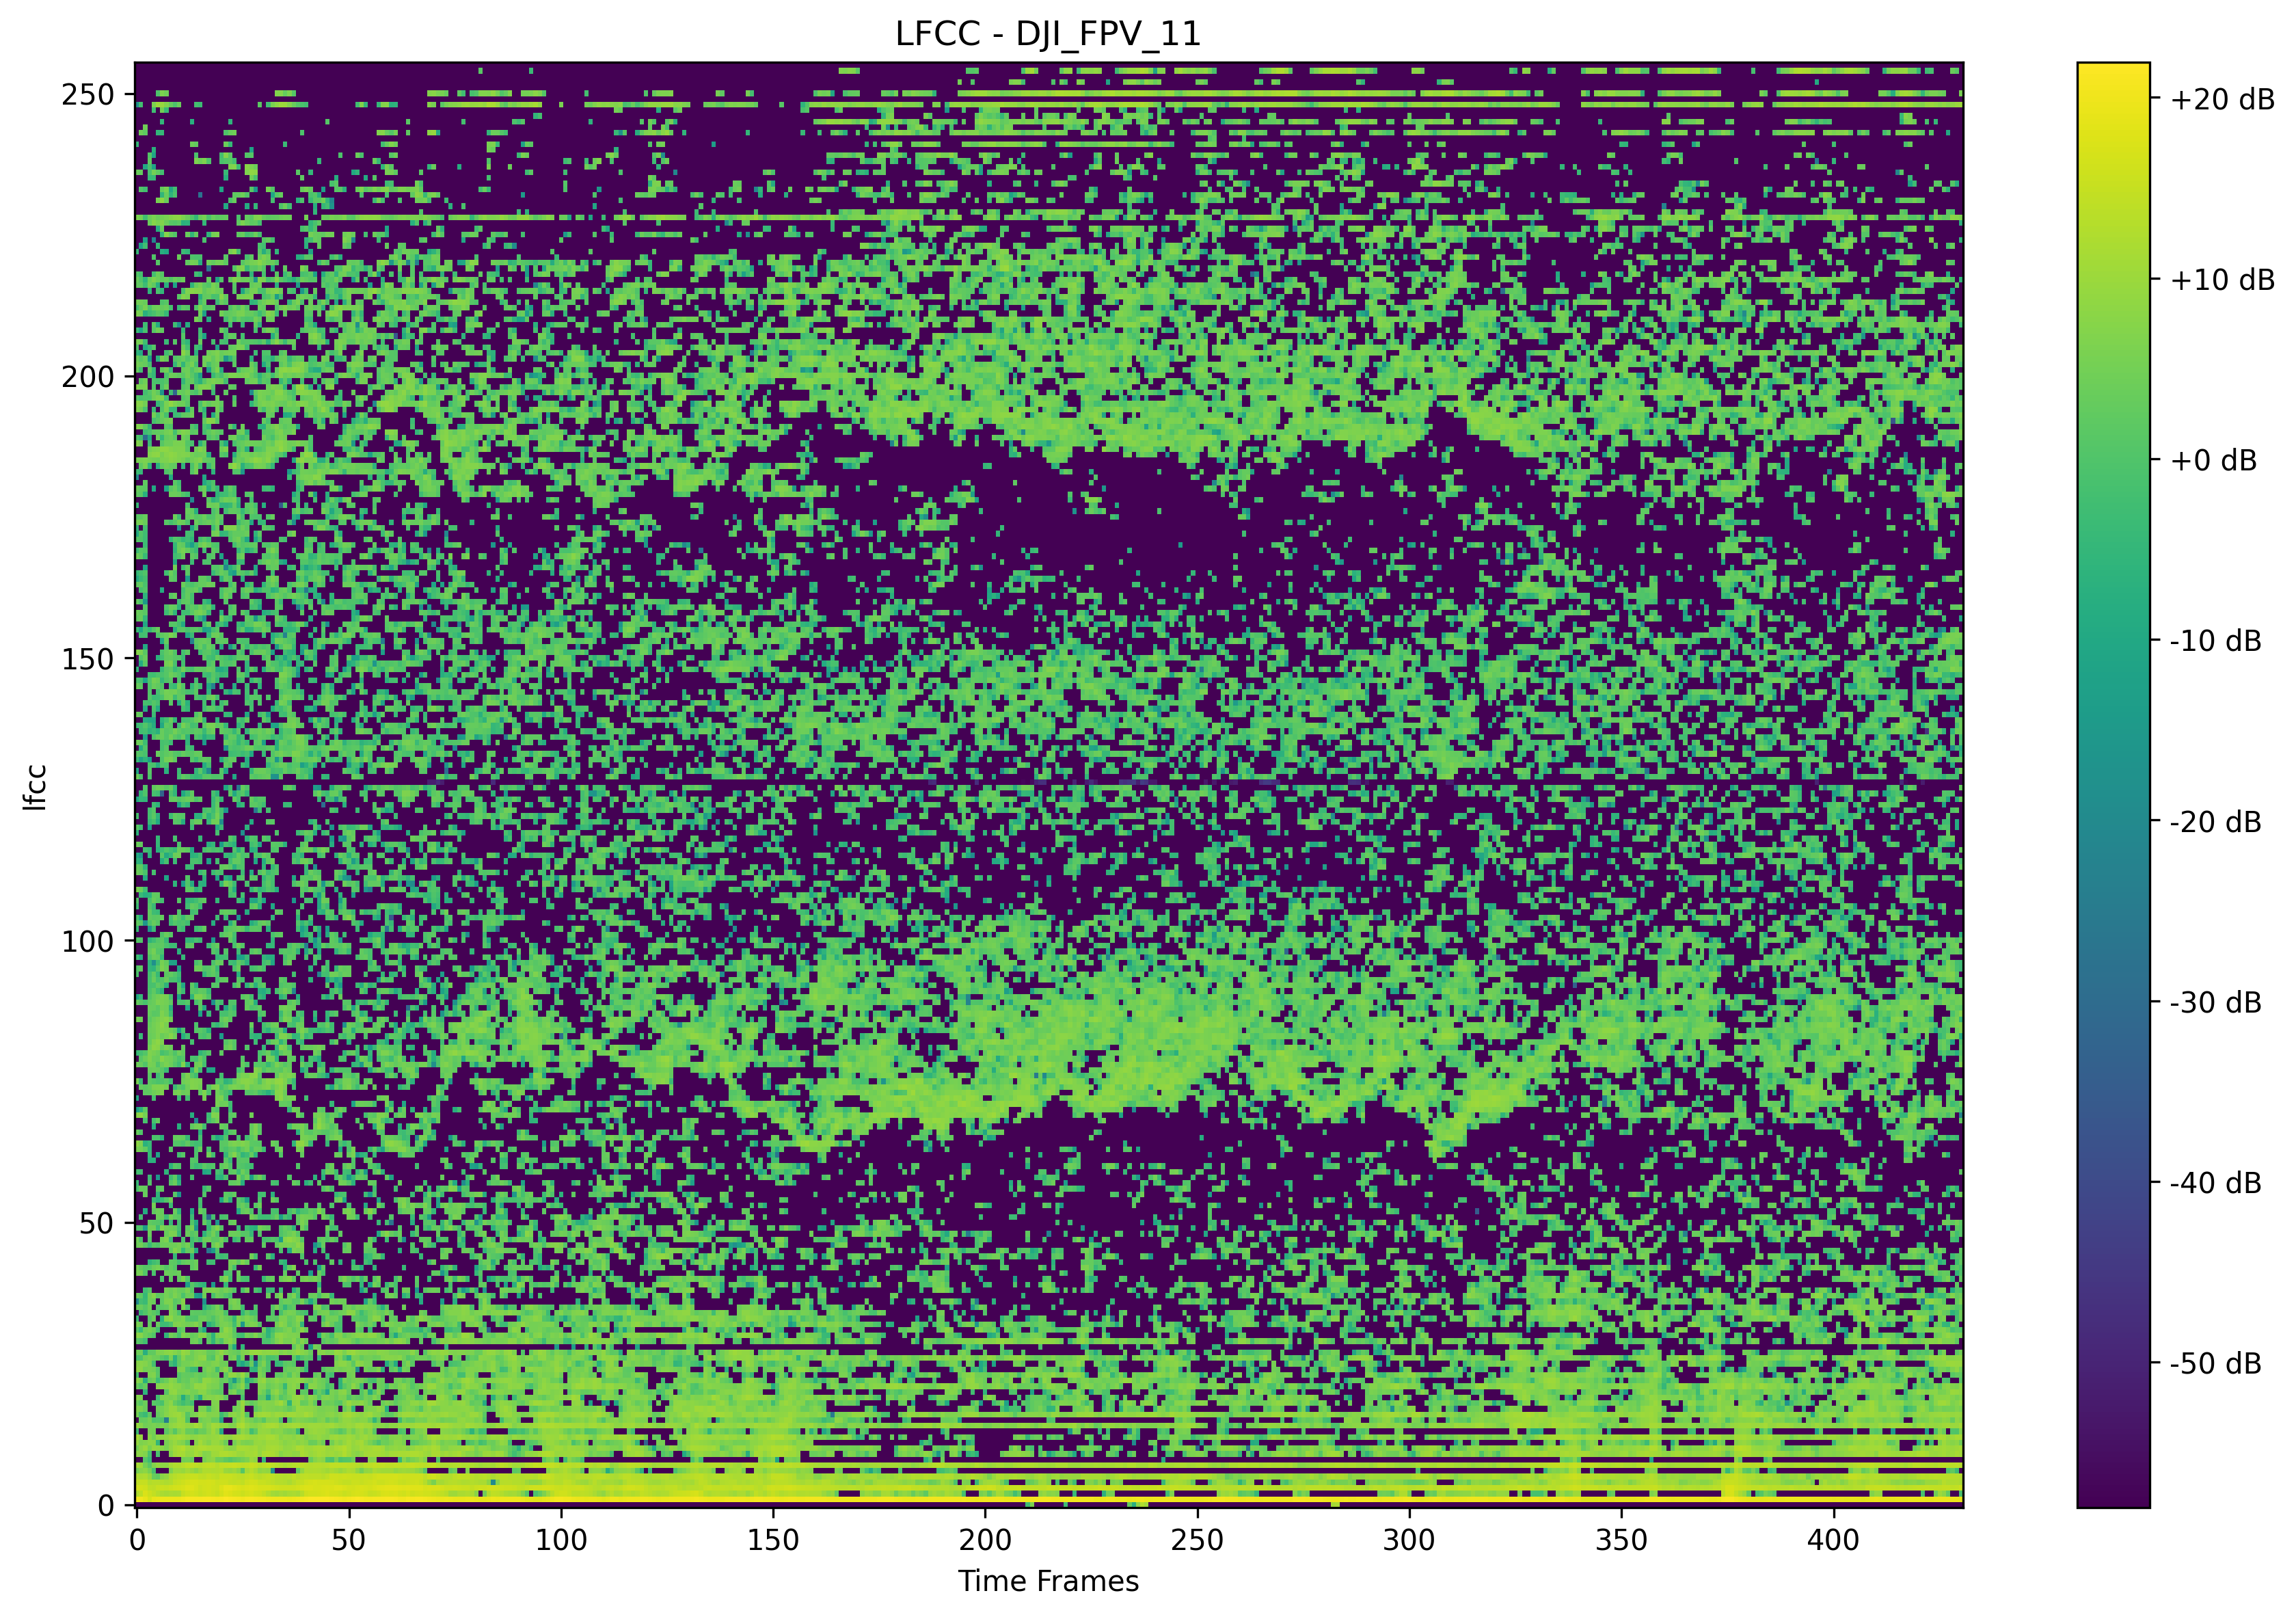 LFCC - DJI_FPV_11
250
200
150
100
50
0
lfcc
0 50 100 150 200 250 300 350 400
Time Frames
+20 dB
+10 dB
+0 dB
-10 dB
-20 dB
-30 dB
-40 dB
-50 dB